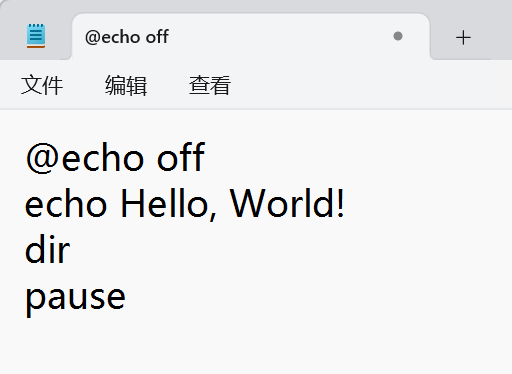 @echo off
文件 编辑 查看
@echo off
echo Hello, World!
dir
pause